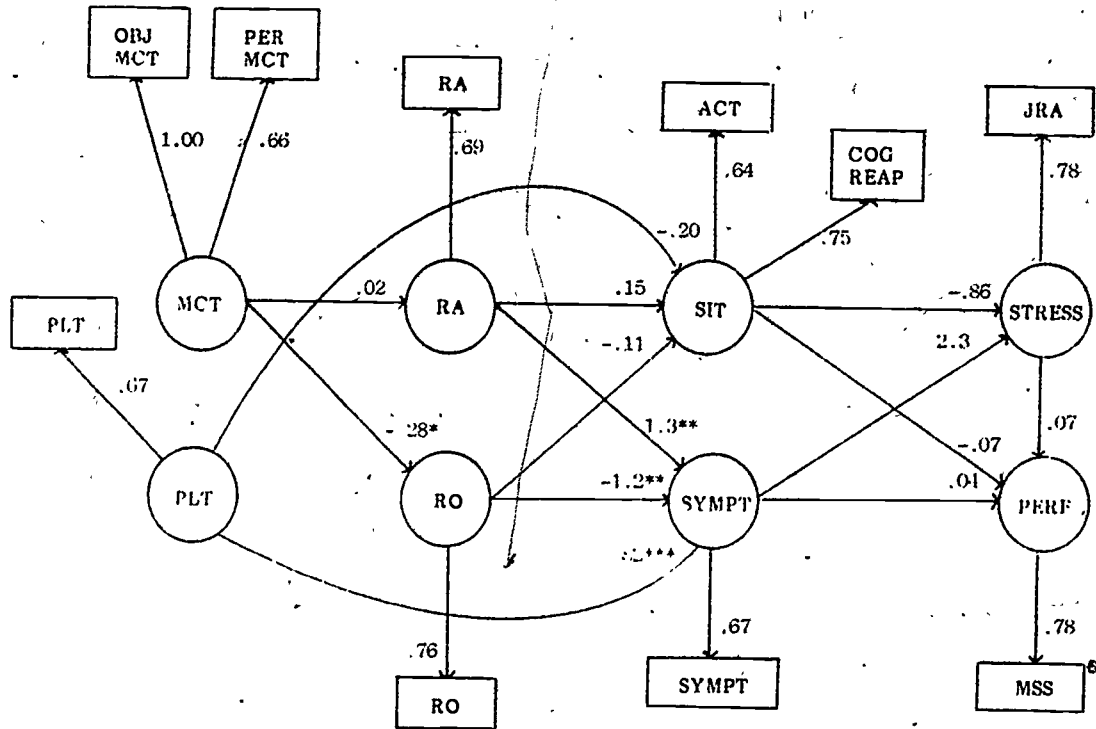 OBJ
MCT
PER
MCT
RA
ACT
COG
REAP
JRA
1.00
.66
.69
.64
.75
.78
-.20
MCT
.02
RA
.15
SIT
-.86
STRESS
PLT
.67
-.11
2.3
-.28*
1.3**
-.07
.07
PLT
RO
-1.2**
SYMPT
.04
PERF
.76
.67
.78
RO
SYMPT
MSS